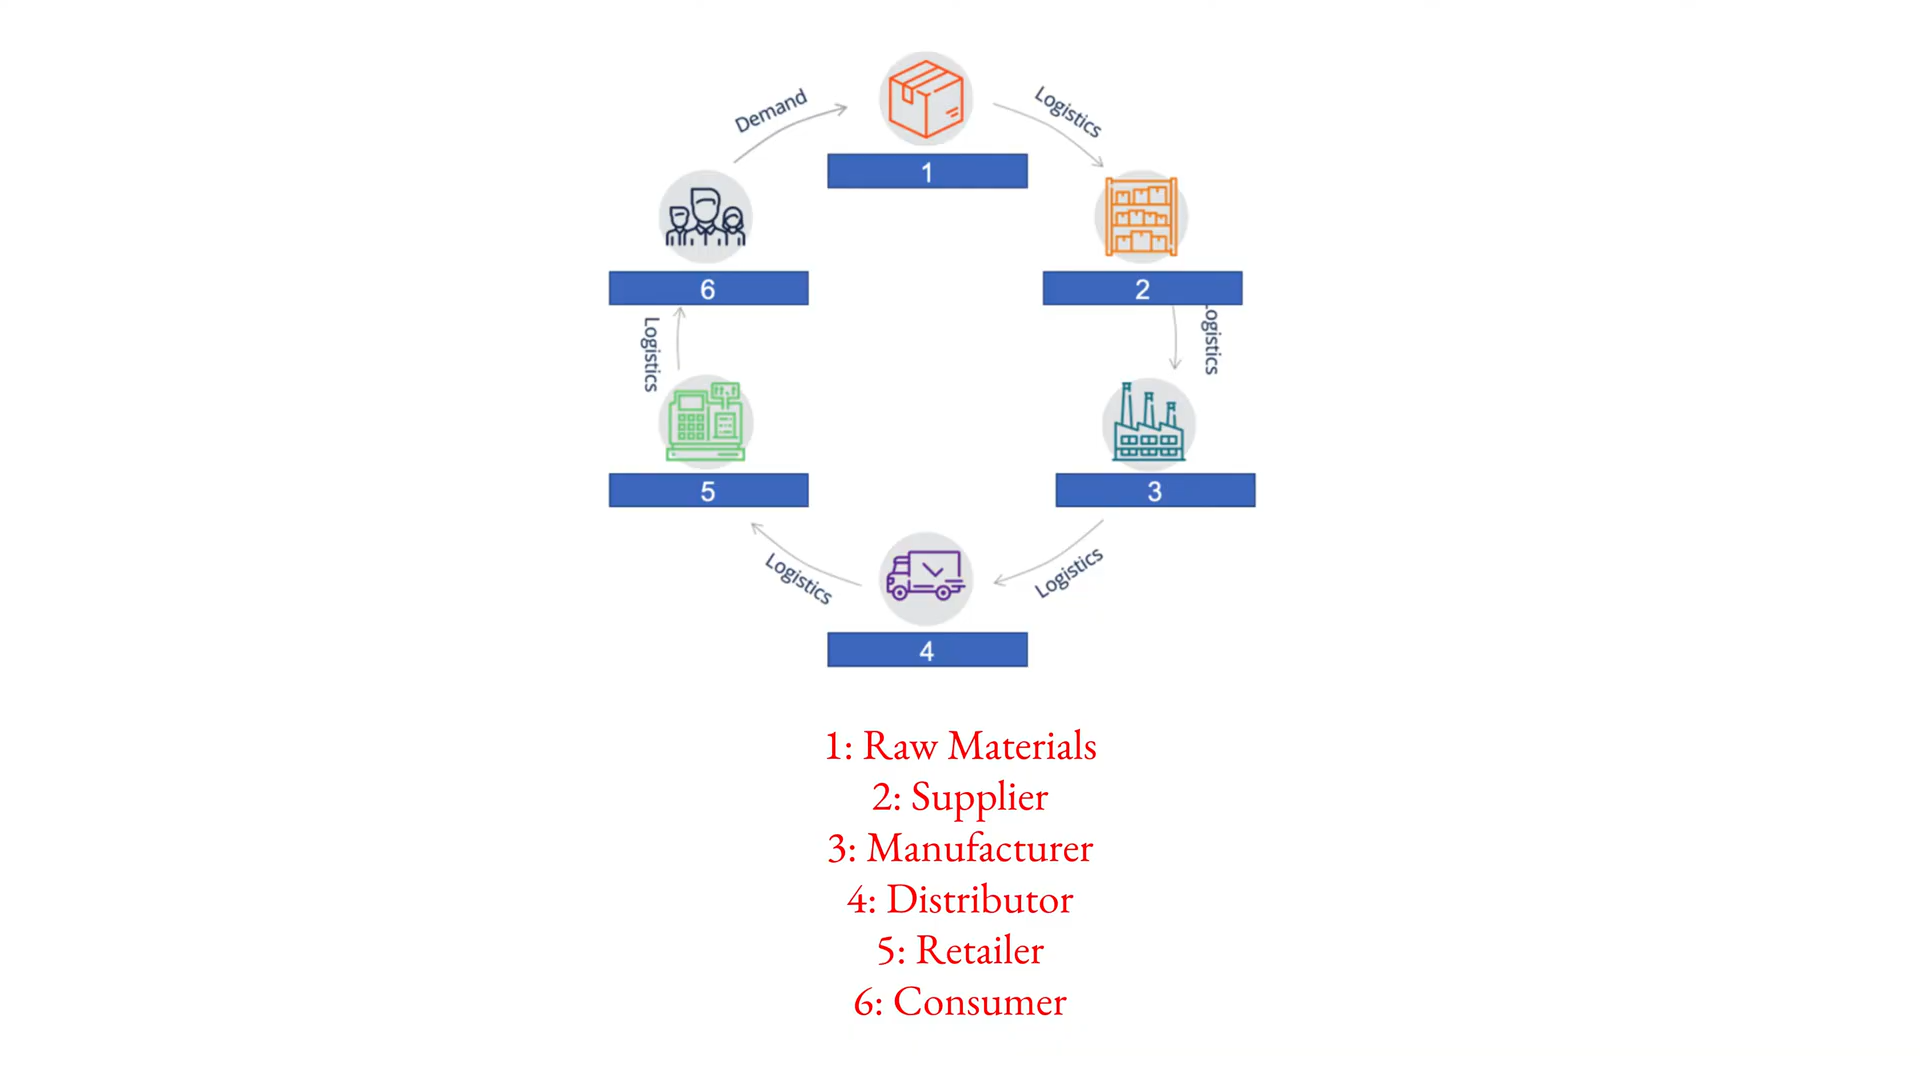 Demand
Logistics
1
6
2
Logistics
Logistics
5
3
Logistics
Logistics
4
1: Raw Materials
2: Supplier
3: Manufacturer
4: Distributor
5: Retailer
6: Consumer